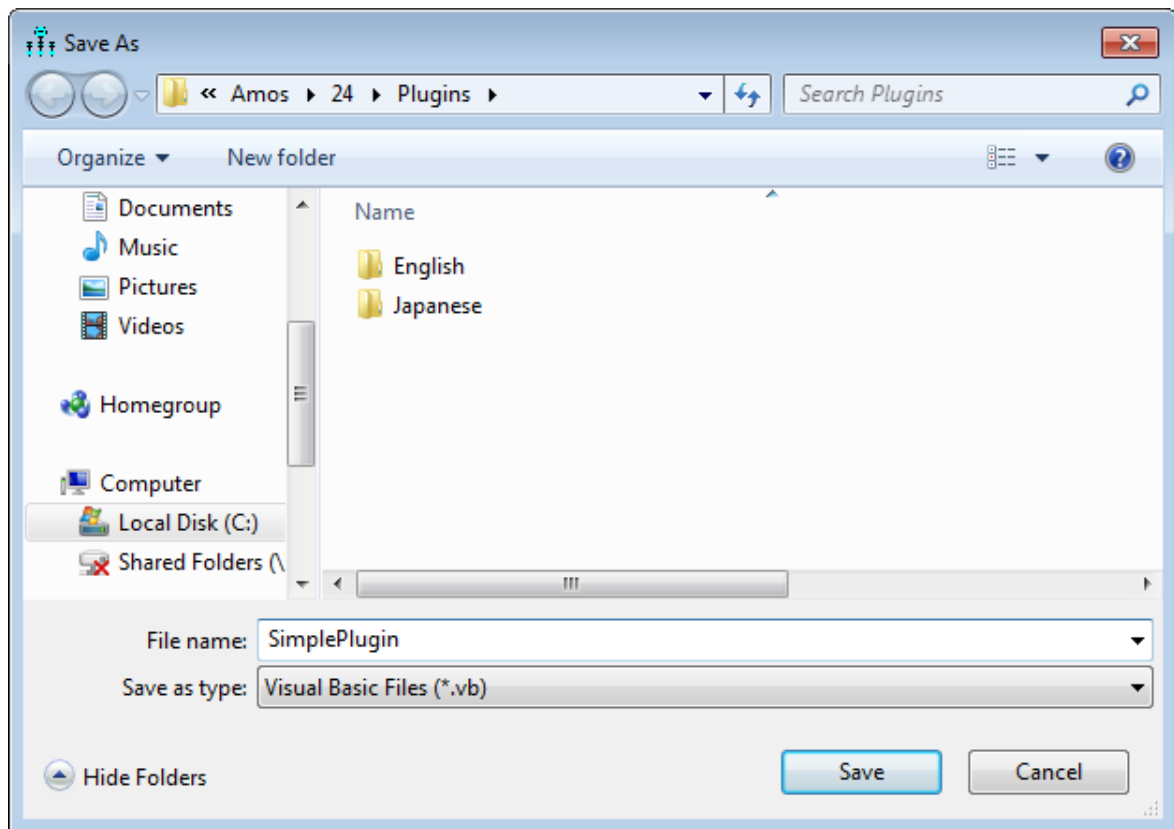 Save As
« Amos ▸ 24 ▸ Plugins ▸
Search Plugins
Organize
New folder
Documents
Music
Pictures
Videos
Homegroup
Computer
Local Disk (C:)
Shared Folders (\
Name
English
Japanese
File name: SimplePlugin
Save as type: Visual Basic Files (*.vb)
Hide Folders
Save
Cancel